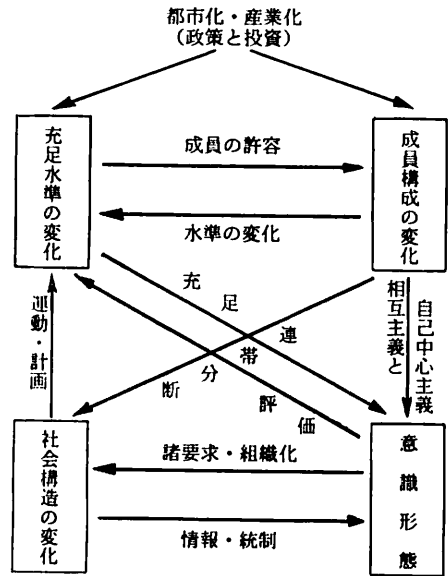 都市化・産業化
（政策と投資）
充足水準の変化
成員の許容
水準の変化
成員構成の変化
充足
連帯
分断
評価
運動・計画
相互主義と
自己中心主義
社会構造の変化
諸要求・組織化
情報・統制
意識形態